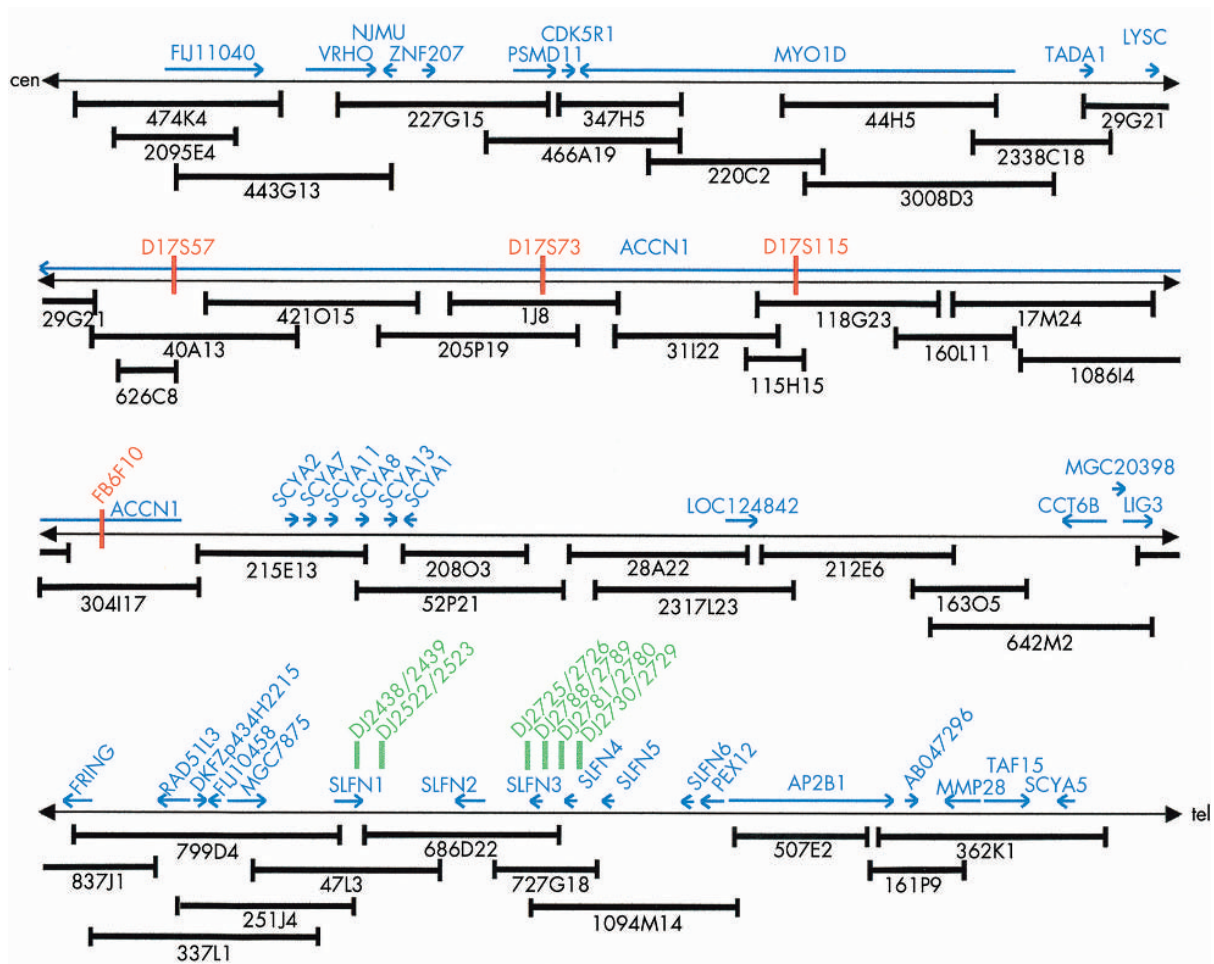 NJMU CDK5R1
FLJ11040 VRHO ZNF207 PSMD11 MYO1D TADA1 LYSC
cen
474K4 227G15 347H5 44H5 29G21
2095E4 466A19 2338C18
443G13 220C2 3008D3
D17S57 D17S73 ACCN1 D17S115
29G21 421O15 1J8 118G23 17M24
40A13 205P19 31I22 160L11
626C8 115H15 1086I4
FB6F10 ACCN1 SCYA2 SCYA7 SCYA11 SCYA8 SCYA13 SCYA1 LOC124842 CCT6B MGC20398 LIG3
215E13 208O3 28A22 212E6
304I17 52P21 2317L23 163O5
642M2
DJ2438/2439 DJ2522/2523 DJ2725/2726 DJ2788/2789 DJ2781/2780 DJ2730/2729
FRING RAD51L3 DKFZp434H2215 FLJ10458 MGC7875 SLFN1 SLFN2 SLFN3 SLFN4 SLFN5 SLFN6 PEX12 AP2B1 AB047296 MMP28 TAF15 SCYA5
tel
799D4 686D22 507E2 362K1
837J1 47L3 727G18 161P9
251J4 1094M14
337L1